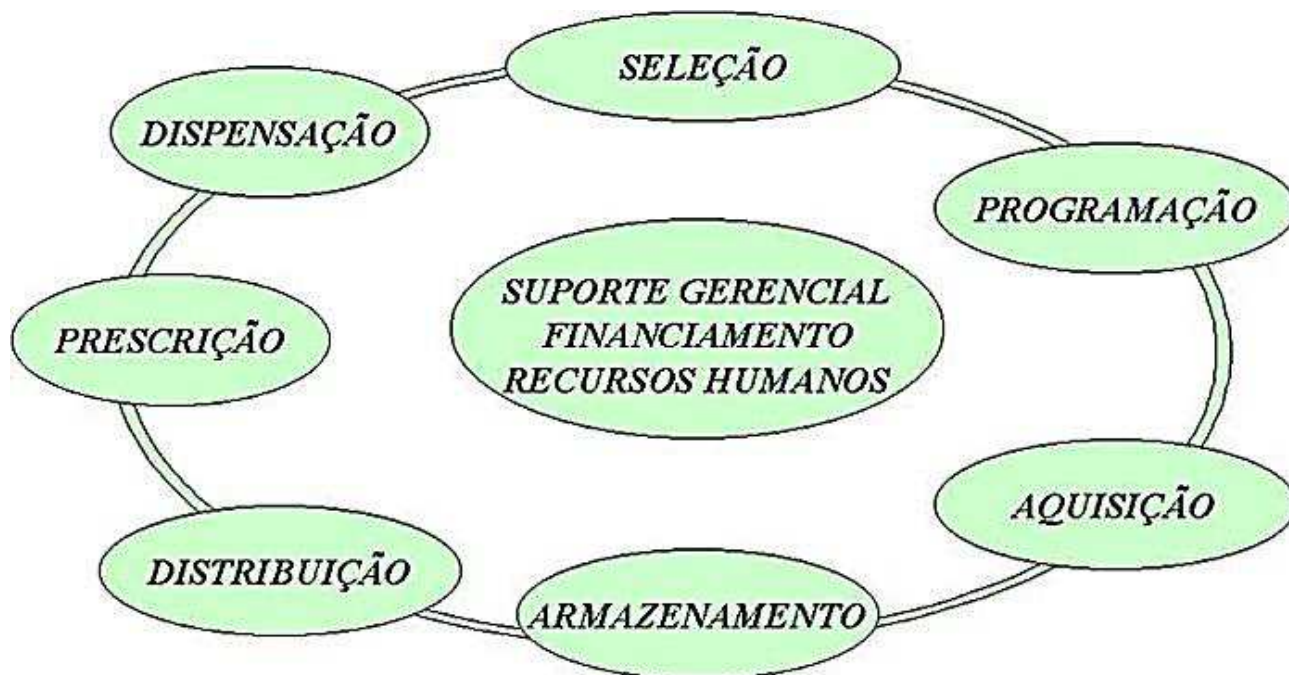 SELEÇÃO
DISPENSAÇÃO
PROGRAMAÇÃO
SUPORTE GERENCIAL
FINANCIAMENTO
RECURSOS HUMANOS
PRESCRIÇÃO
AQUISIÇÃO
DISTRIBUIÇÃO
ARMAZENAMENTO